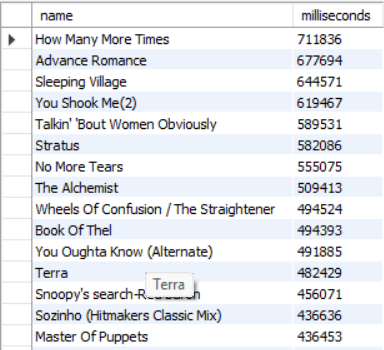 name milliseconds
How Many More Times 711836
Advance Romance 677694
Sleeping Village 644571
You Shook Me(2) 619467
Talkin' 'Bout Women Obviously 589531
Stratus 582086
No More Tears 555075
The Alchemist 509413
Wheels Of Confusion / The Straightener 494524
Book Of Thel 494393
You Oughta Know (Alternate) 491885
Terra 482429
Terra
Snoopy's search-Red Baron 456071
Sozinho (Hitmakers Classic Mix) 436636
Master Of Puppets 436453